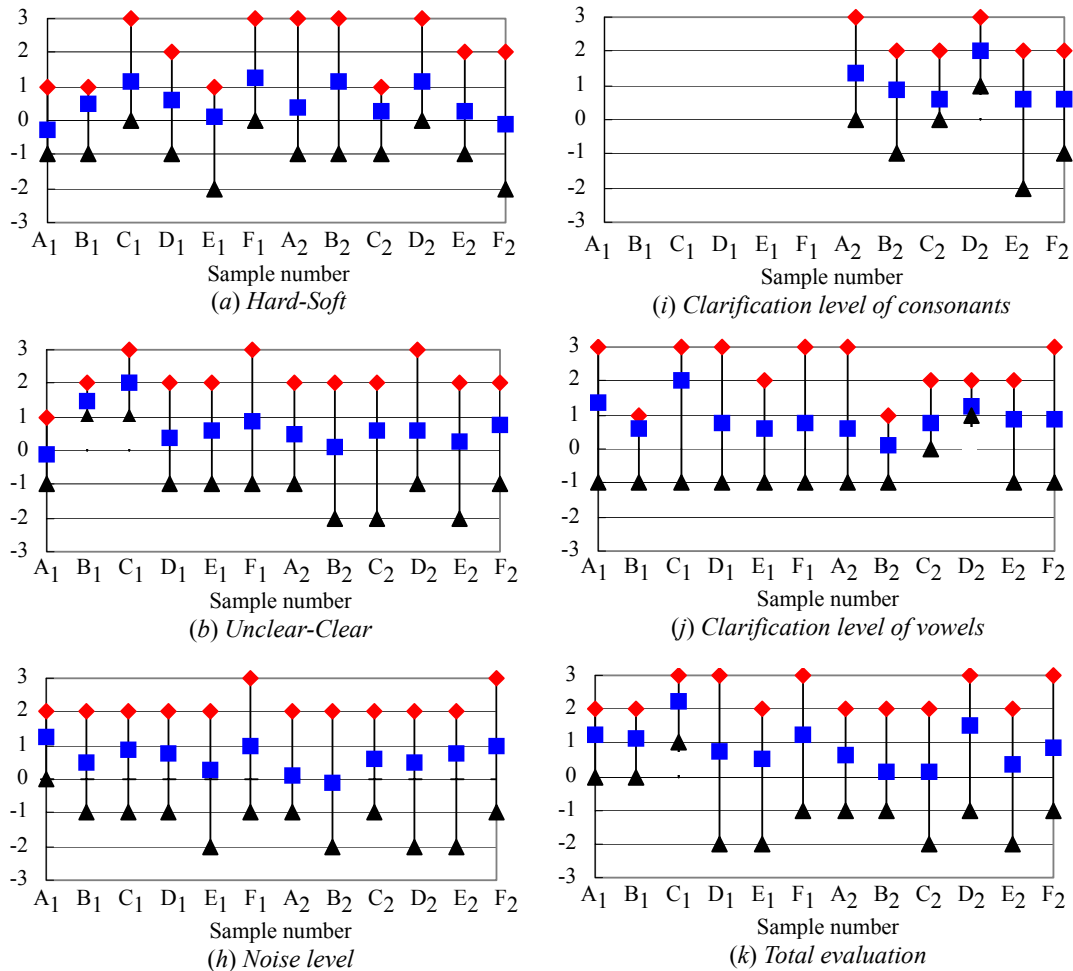 3
2
1
0
-1
-2
-3
A1 B1 C1 D1 E1 F1 A2 B2 C2 D2 E2 F2
Sample number
(a) Hard-Soft
3
2
1
0
-1
-2
-3
A1 B1 C1 D1 E1 F1 A2 B2 C2 D2 E2 F2
Sample number
(i) Clarification level of consonants
3
2
1
0
-1
-2
-3
A1 B1 C1 D1 E1 F1 A2 B2 C2 D2 E2 F2
Sample number
(b) Unclear-Clear
3
2
1
0
-1
-2
-3
A1 B1 C1 D1 E1 F1 A2 B2 C2 D2 E2 F2
Sample number
(j) Clarification level of vowels
3
2
1
0
-1
-2
-3
A1 B1 C1 D1 E1 F1 A2 B2 C2 D2 E2 F2
Sample number
(h) Noise level
3
2
1
0
-1
-2
-3
A1 B1 C1 D1 E1 F1 A2 B2 C2 D2 E2 F2
Sample number
(k) Total evaluation